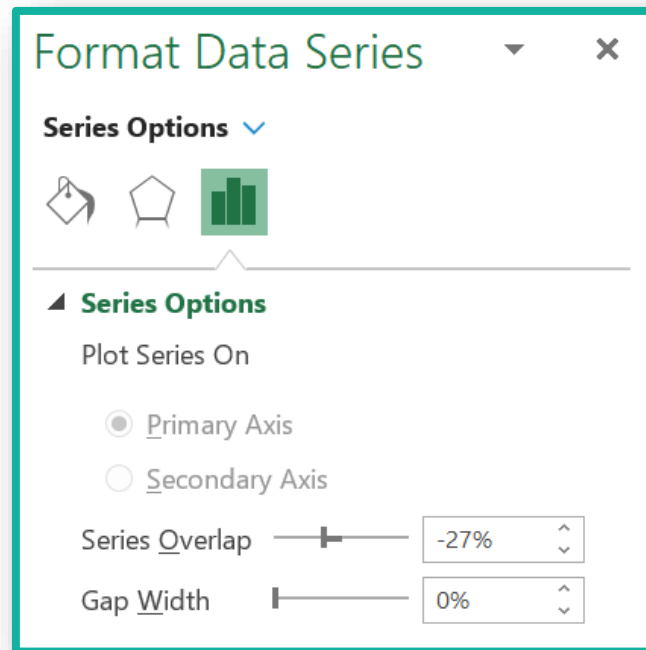 Format Data Series
Series Options
Series Options
Plot Series On
Primary Axis
Secondary Axis
Series Overlap -27%
Gap Width 0%